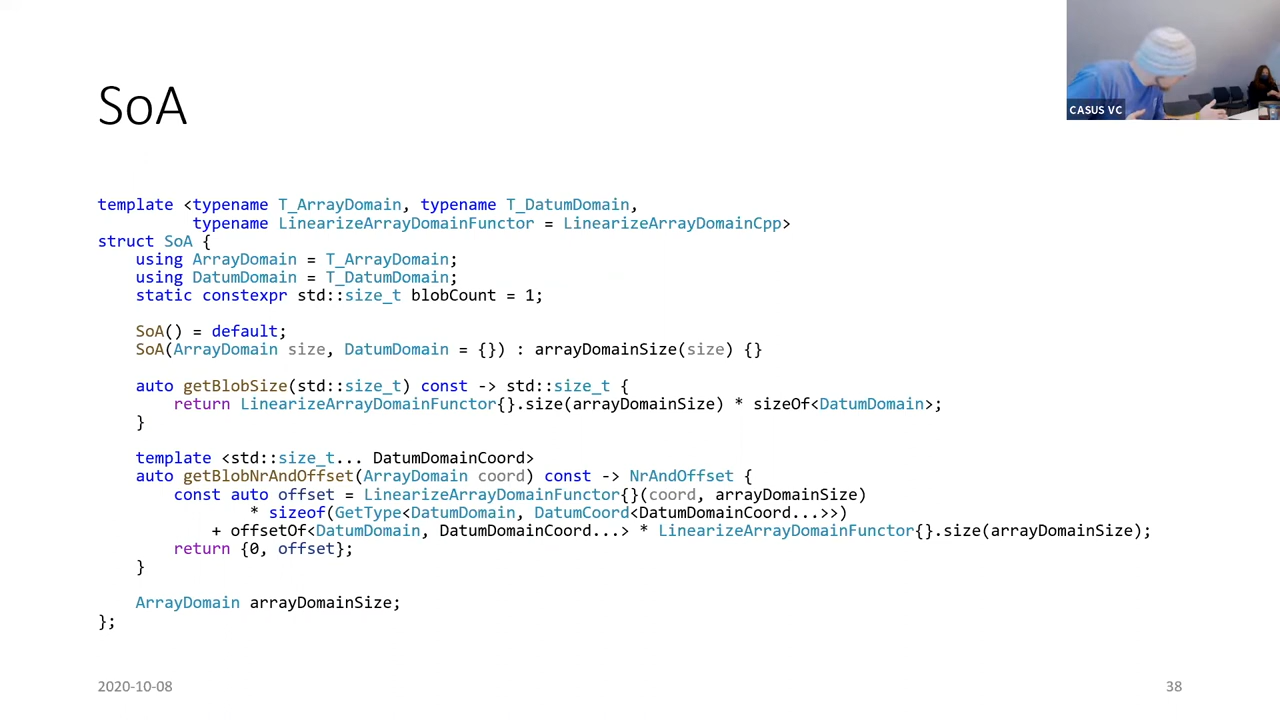 SoA
CASUS VC
template <typename T_ArrayDomain, typename T_DatumDomain,
typename LinearizeArrayDomainFunctor = LinearizeArrayDomainCpp>
struct SoA {
using ArrayDomain = T_ArrayDomain;
using DatumDomain = T_DatumDomain;
static constexpr std::size_t blobCount = 1;
SoA() = default;
SoA(ArrayDomain size, DatumDomain = {}) : arrayDomainSize(size) {}
auto getBlobSize(std::size_t) const -> std::size_t {
return LinearizeArrayDomainFunctor{}.size(arrayDomainSize) * sizeOf<DatumDomain>;
}
template <std::size_t... DatumDomainCoord>
auto getBlobNrAndOffset(ArrayDomain coord) const -> NrAndOffset {
const auto offset = LinearizeArrayDomainFunctor{}(coord, arrayDomainSize)
* sizeof(GetType<DatumDomain, DatumCoord<DatumDomainCoord...>>)
+ offsetOf<DatumDomain, DatumDomainCoord...> * LinearizeArrayDomainFunctor{}.size(arrayDomainSize);
return {0, offset};
}
ArrayDomain arrayDomainSize;
};
2020-10-08
38